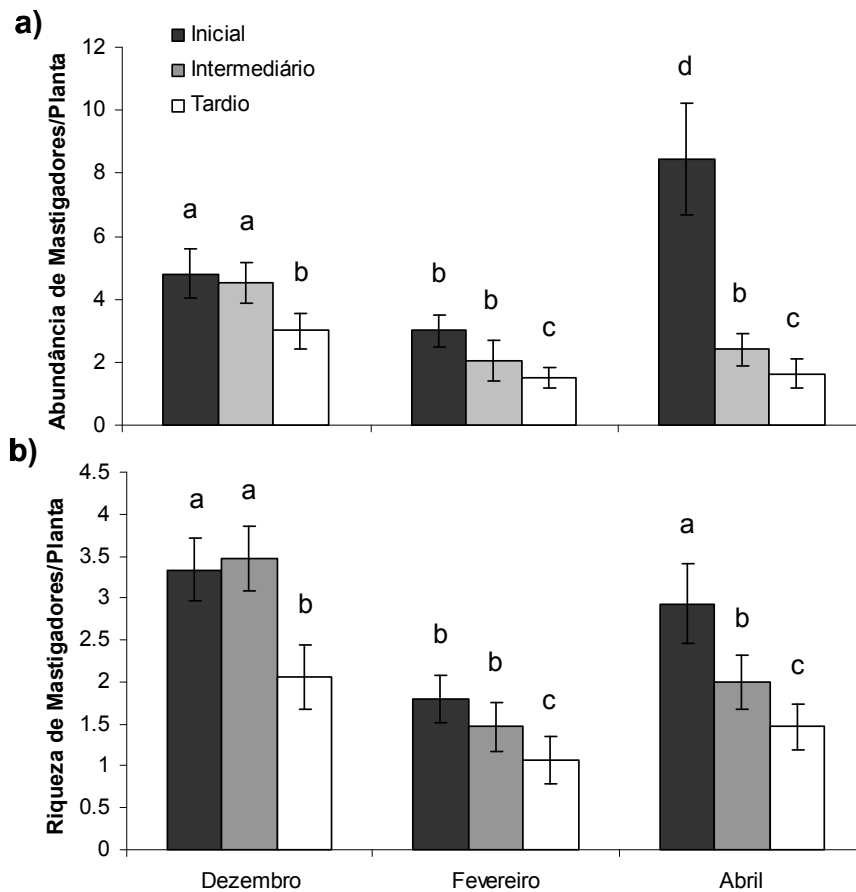 a)
Inicial
Intermediário
Tardio
Abundância de Mastigadores/Planta
12
10
8
6
4
2
0
a a b b b c d b c
b)
Riqueza de Mastigadores/Planta
4.5
4
3.5
3
2.5
2
1.5
1
0.5
0
a a b b b c a b c
Dezembro Fevereiro Abril